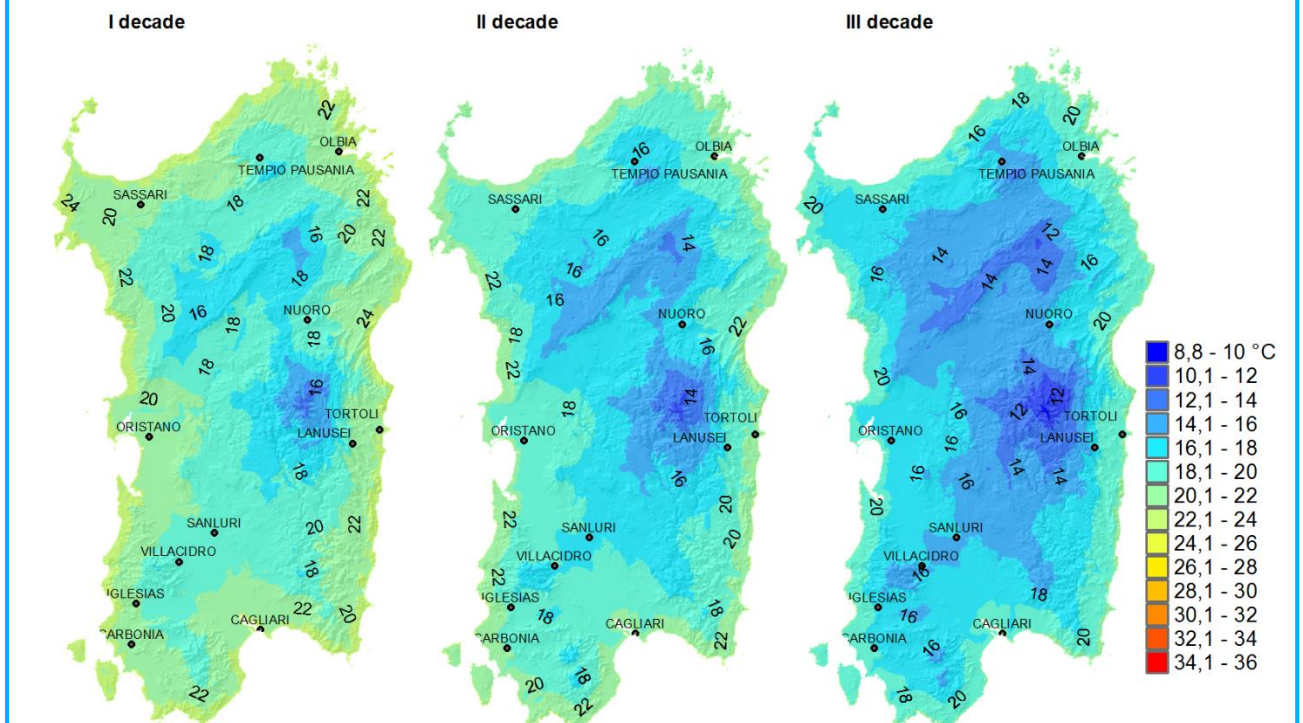 I decade
II decade
III decade
22
OLBIA
TEMPIO PAUSANIA
SASSARI
24
20
18
22
16
20
22
18
18
22
20
16
18
NUORO
24
18
18
16
20
TORTOLI
ORISTANO
LANUSEI
18
SANLURI
20
22
VILLACIDRO
18
IGLESIAS
22
20
CAGLIARI
CARBONIA
22
16
OLBIA
TEMPIO PAUSANIA
SASSARI
16
14
16
22
16
NUORO
22
18
16
22
14
18
TORTOLI
ORISTANO
LANUSEI
16
20
22
SANLURI
20
VILLACIDRO
22
IGLESIAS
18
18
CAGLIARI
CARBONIA
22
18
20
22
18
20
16
OLBIA
TEMPIO PAUSANIA
SASSARI
20
12
14
16
16
14
14
NUORO
20
14
20
12
16
12
TORTOLI
ORISTANO
16
LANUSEI
16
16
14
14
20
SANLURI
VILLACIDRO
16
18
IGLESIAS
16
CAGLIARI
CARBONIA
16
20
18
20
8,8 - 10 °C
10,1 - 12
12,1 - 14
14,1 - 16
16,1 - 18
18,1 - 20
20,1 - 22
22,1 - 24
24,1 - 26
26,1 - 28
28,1 - 30
30,1 - 32
32,1 - 34
34,1 - 36